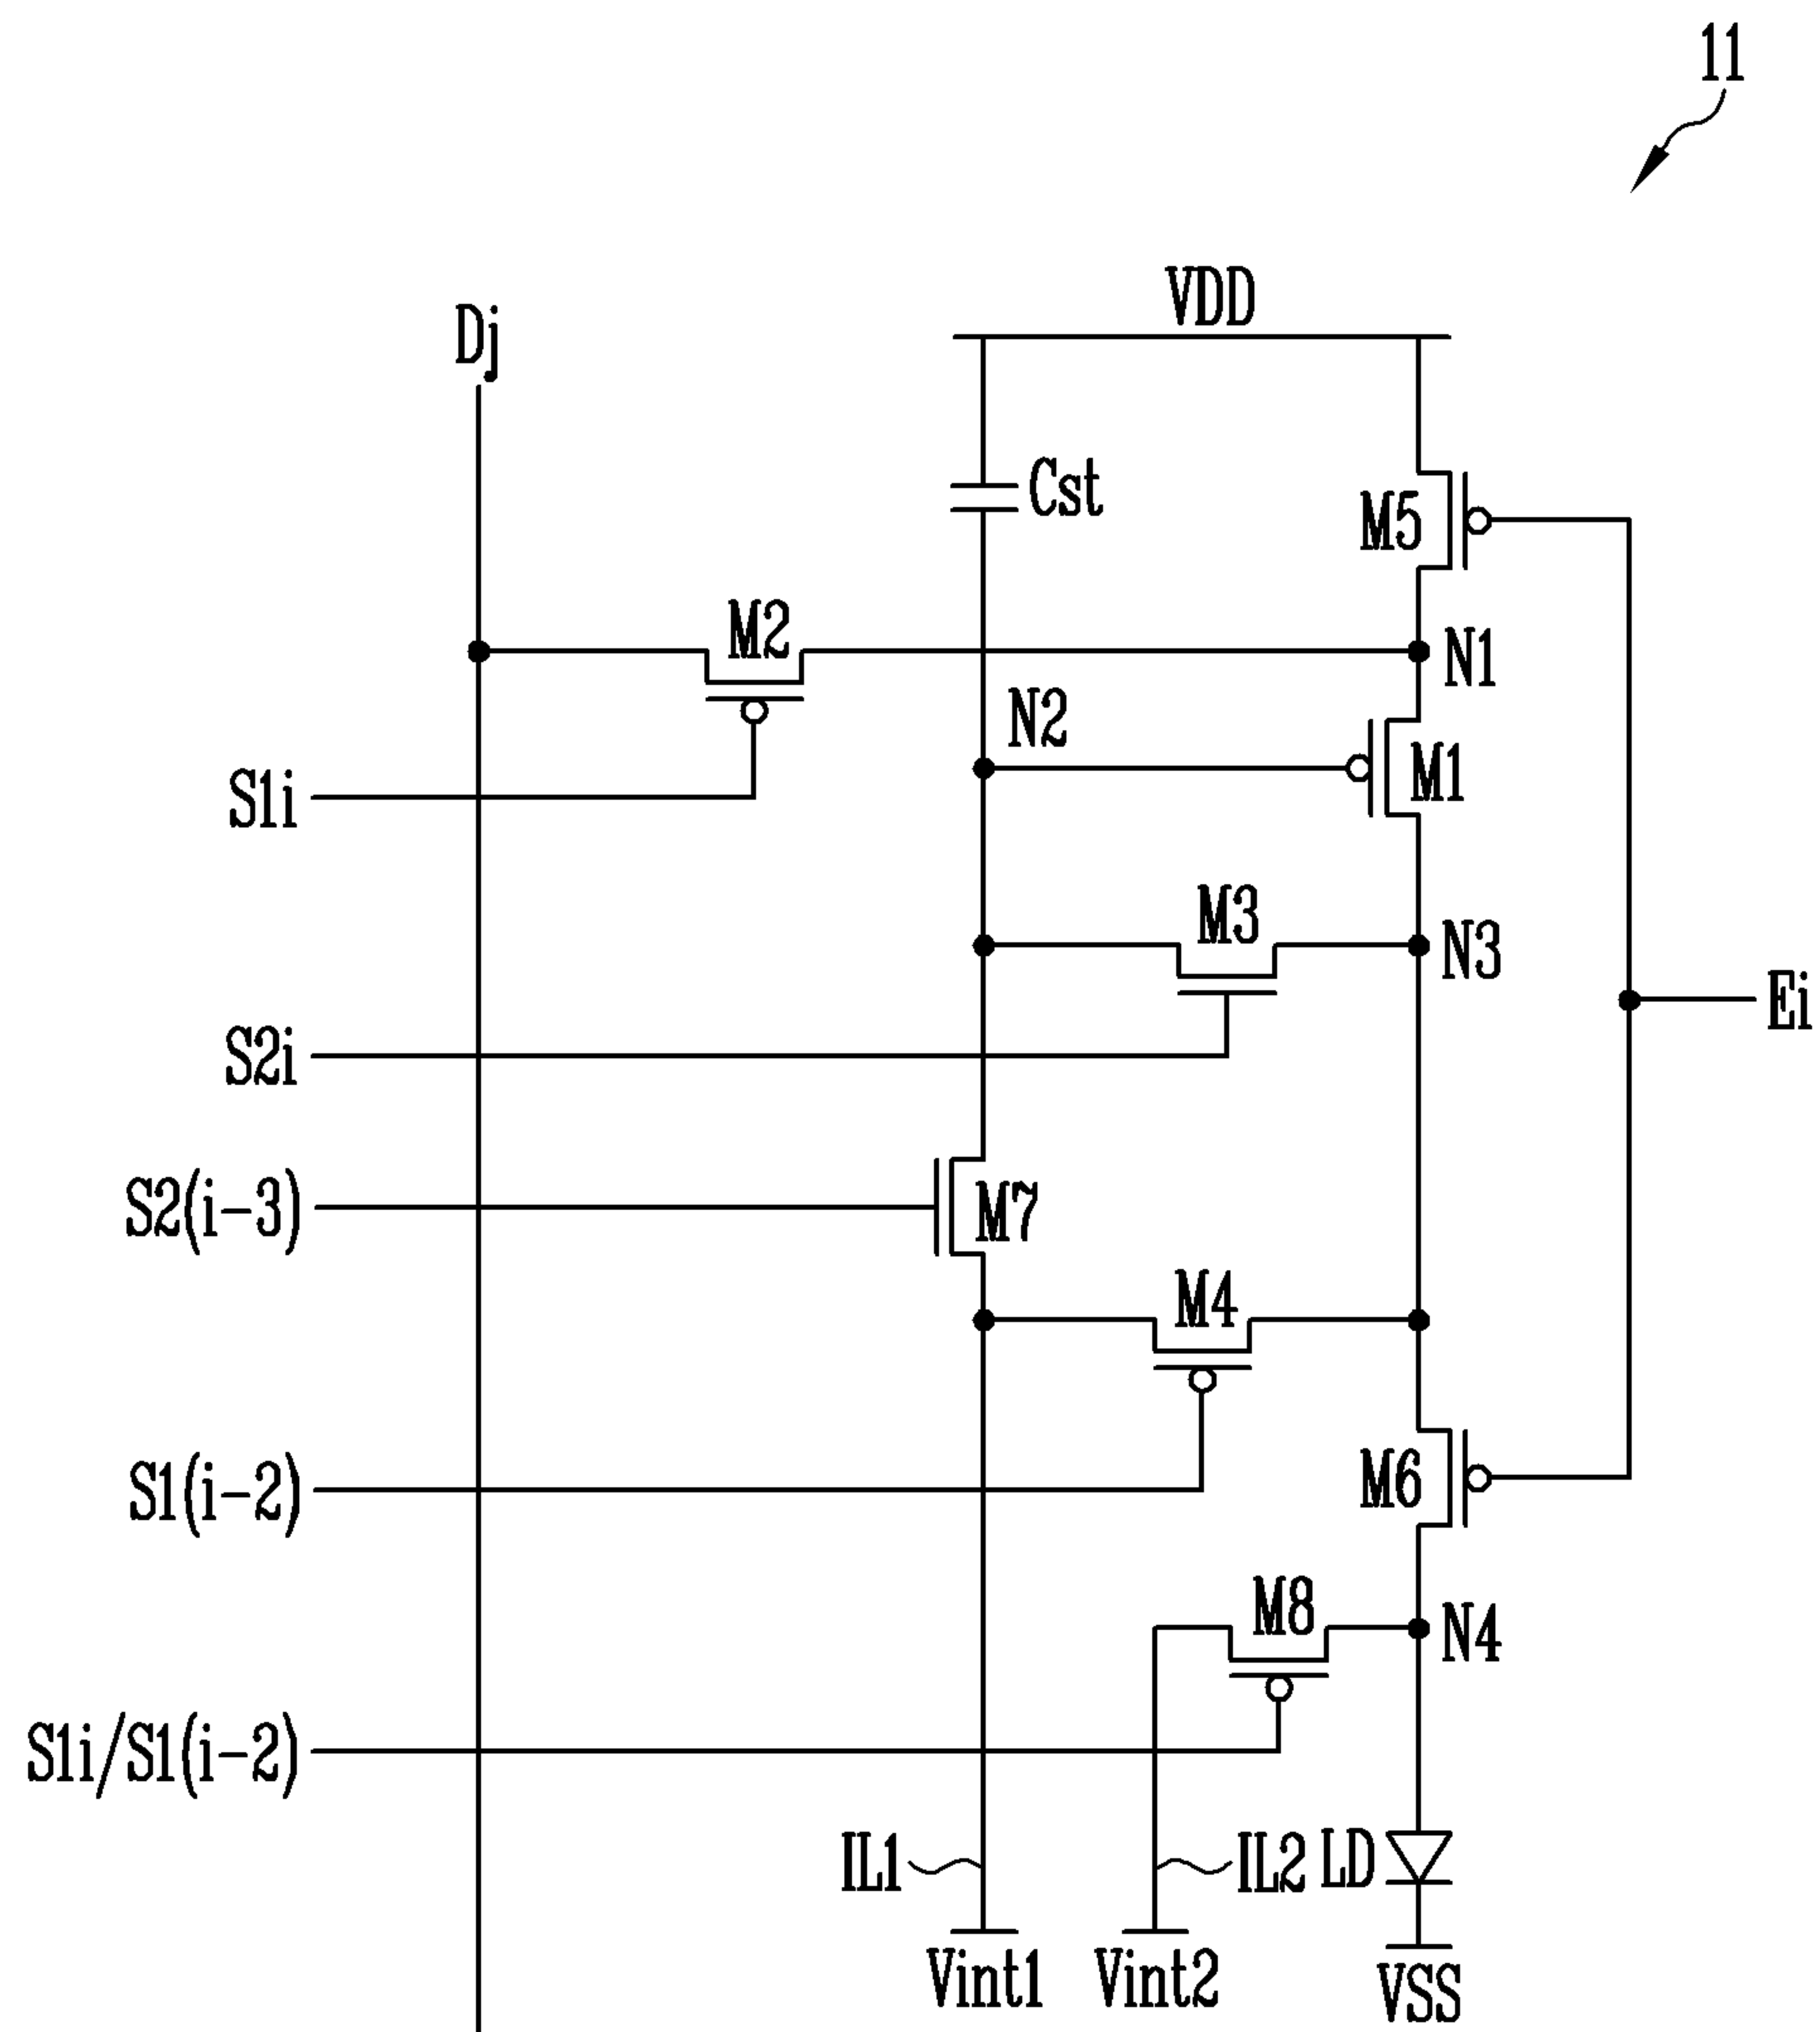 11
VDD
Dj
Cst
M5
M2
N1
N2
M1
S1i
M3
N3
Ei
S2i
S2(i-3)
M7
M4
M6
S1(i-2)
M8
N4
S1i/S1(i-2)
IL1
IL2
LD
Vint1
Vint2
VSS